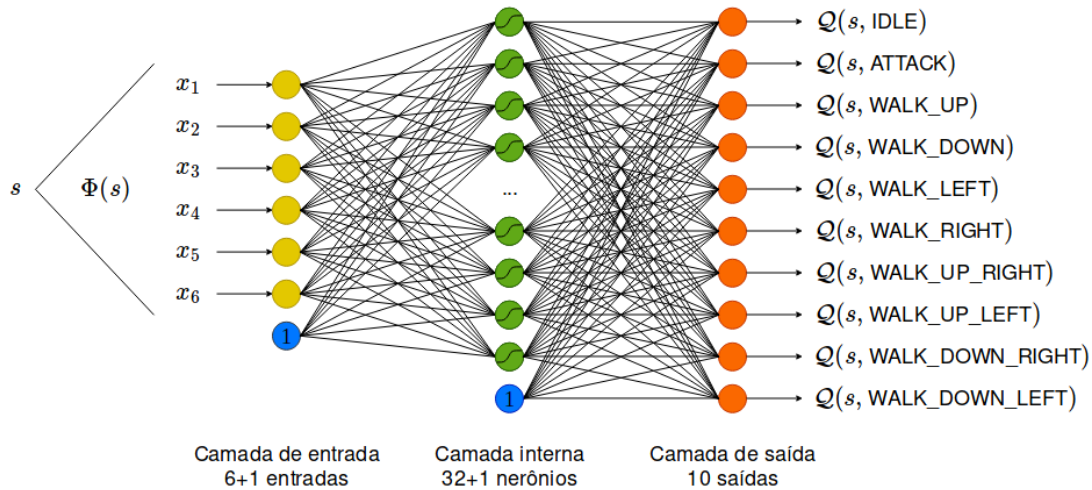 s
Φ(s)
x₁
x₂
x₃
x₄
x₅
x₆
1
...
1
Q(s, IDLE)
Q(s, ATTACK)
Q(s, WALK_UP)
Q(s, WALK_DOWN)
Q(s, WALK_LEFT)
Q(s, WALK_RIGHT)
Q(s, WALK_UP_RIGHT)
Q(s, WALK_UP_LEFT)
Q(s, WALK_DOWN_RIGHT)
Q(s, WALK_DOWN_LEFT)
Camada de entrada
6+1 entradas
Camada interna
32+1 nerônios
Camada de saída
10 saídas